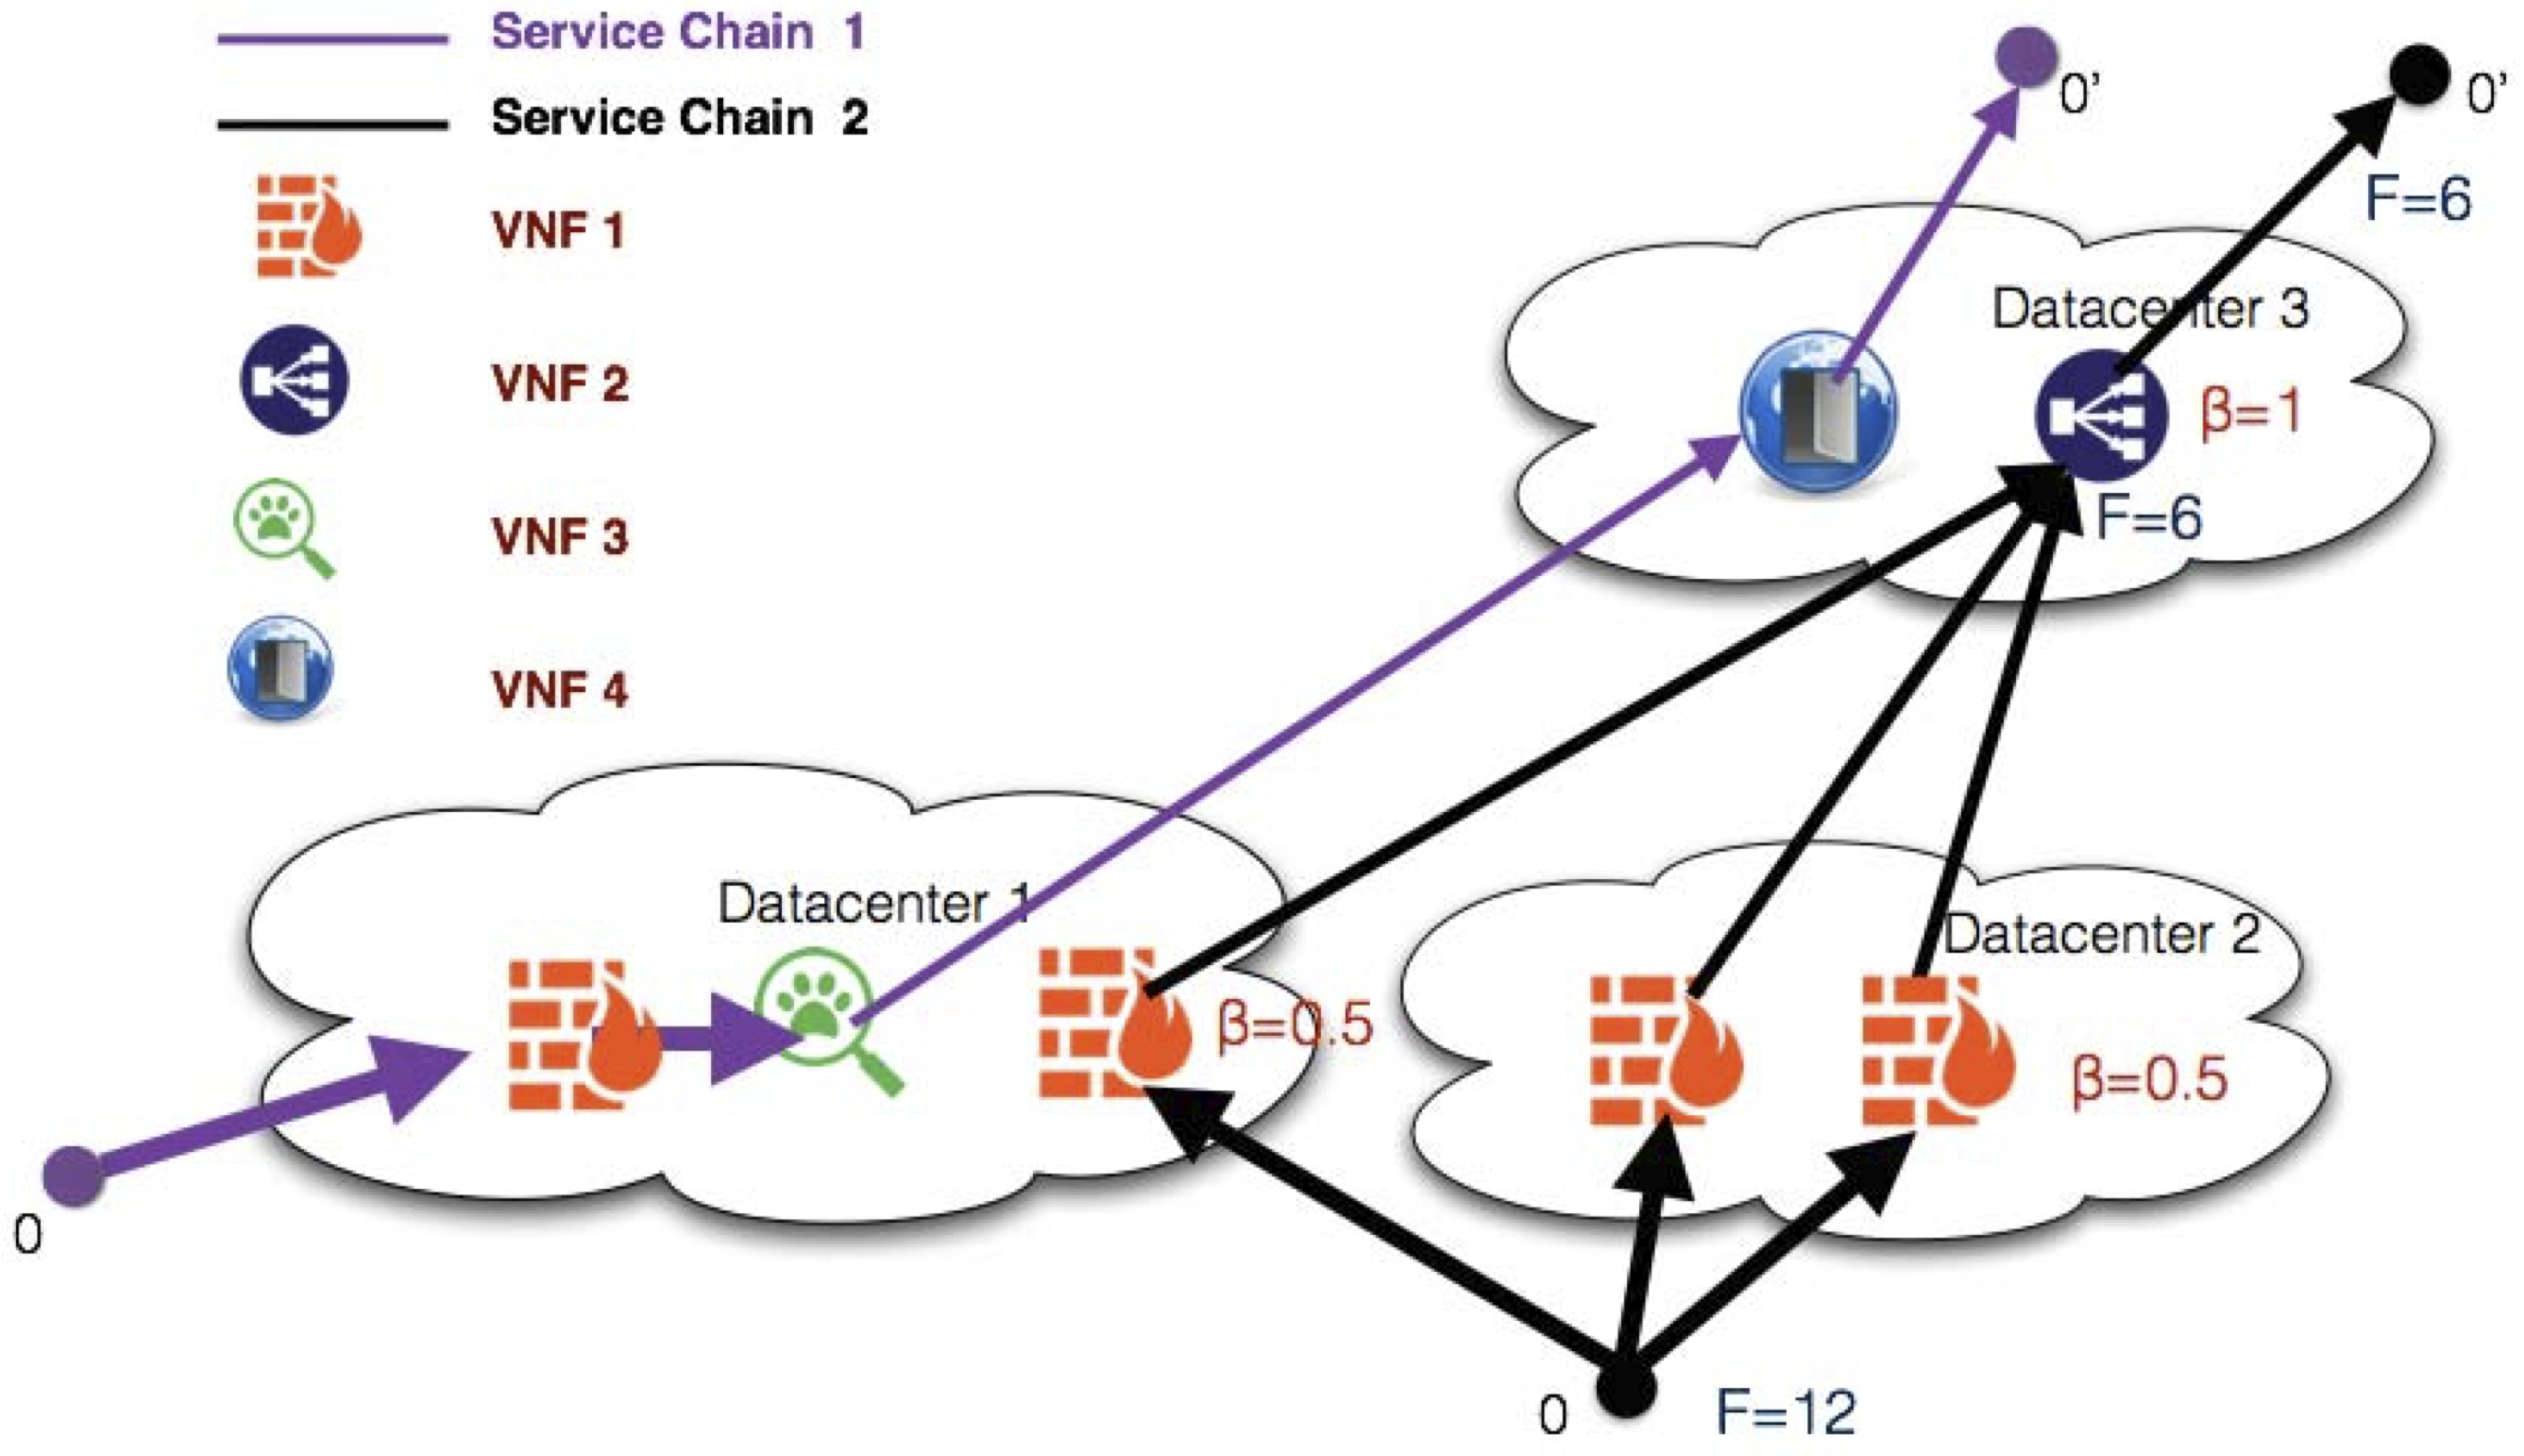 Service Chain 1
Service Chain 2
VNF 1
VNF 2
VNF 3
VNF 4
0'
0'
F=6
Datacenter 3
β=1
F=6
Datacenter 1
β=0.5
Datacenter 2
β=0.5
0
0
F=12